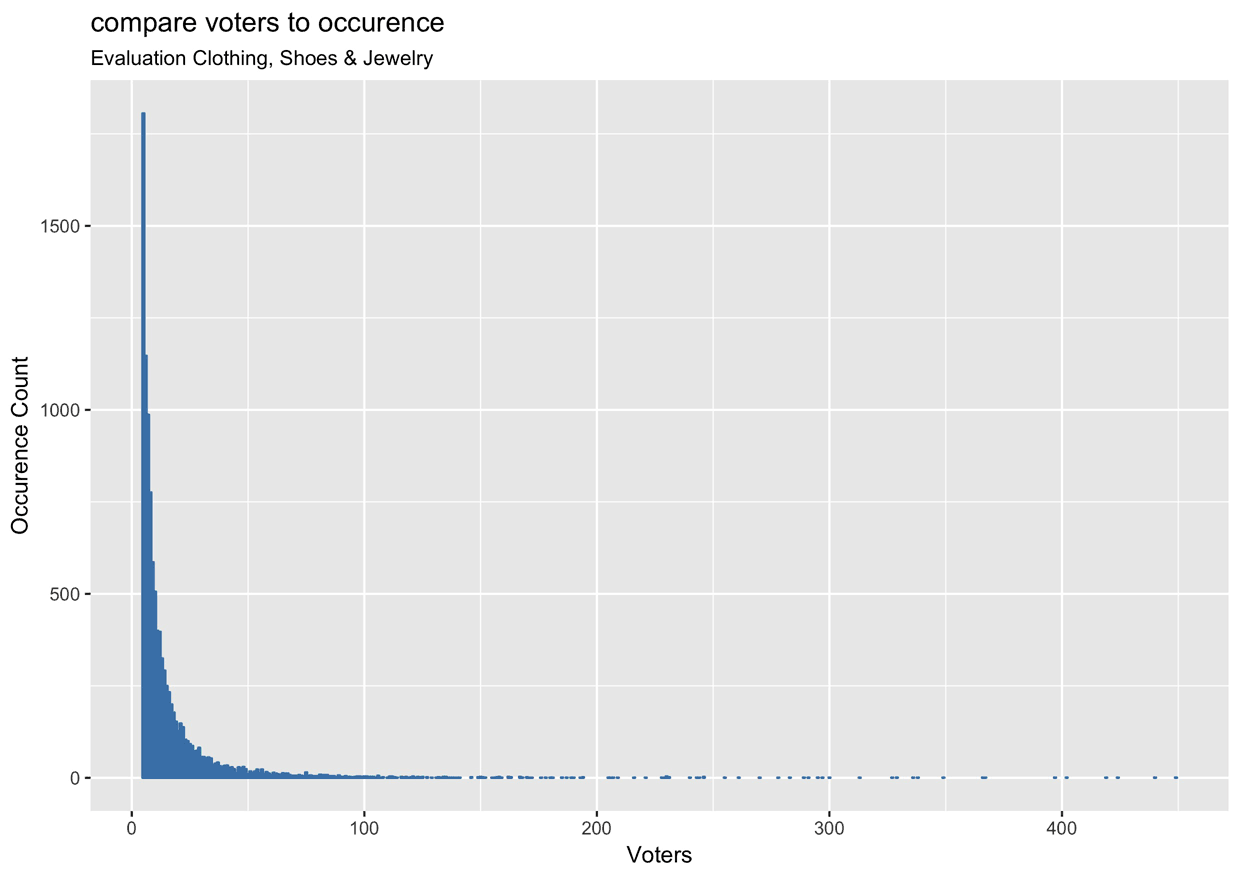 compare voters to occurence
Evaluation Clothing, Shoes & Jewelry
Occurence Count
1500
1000
500
0
0 100 200 300 400
Voters